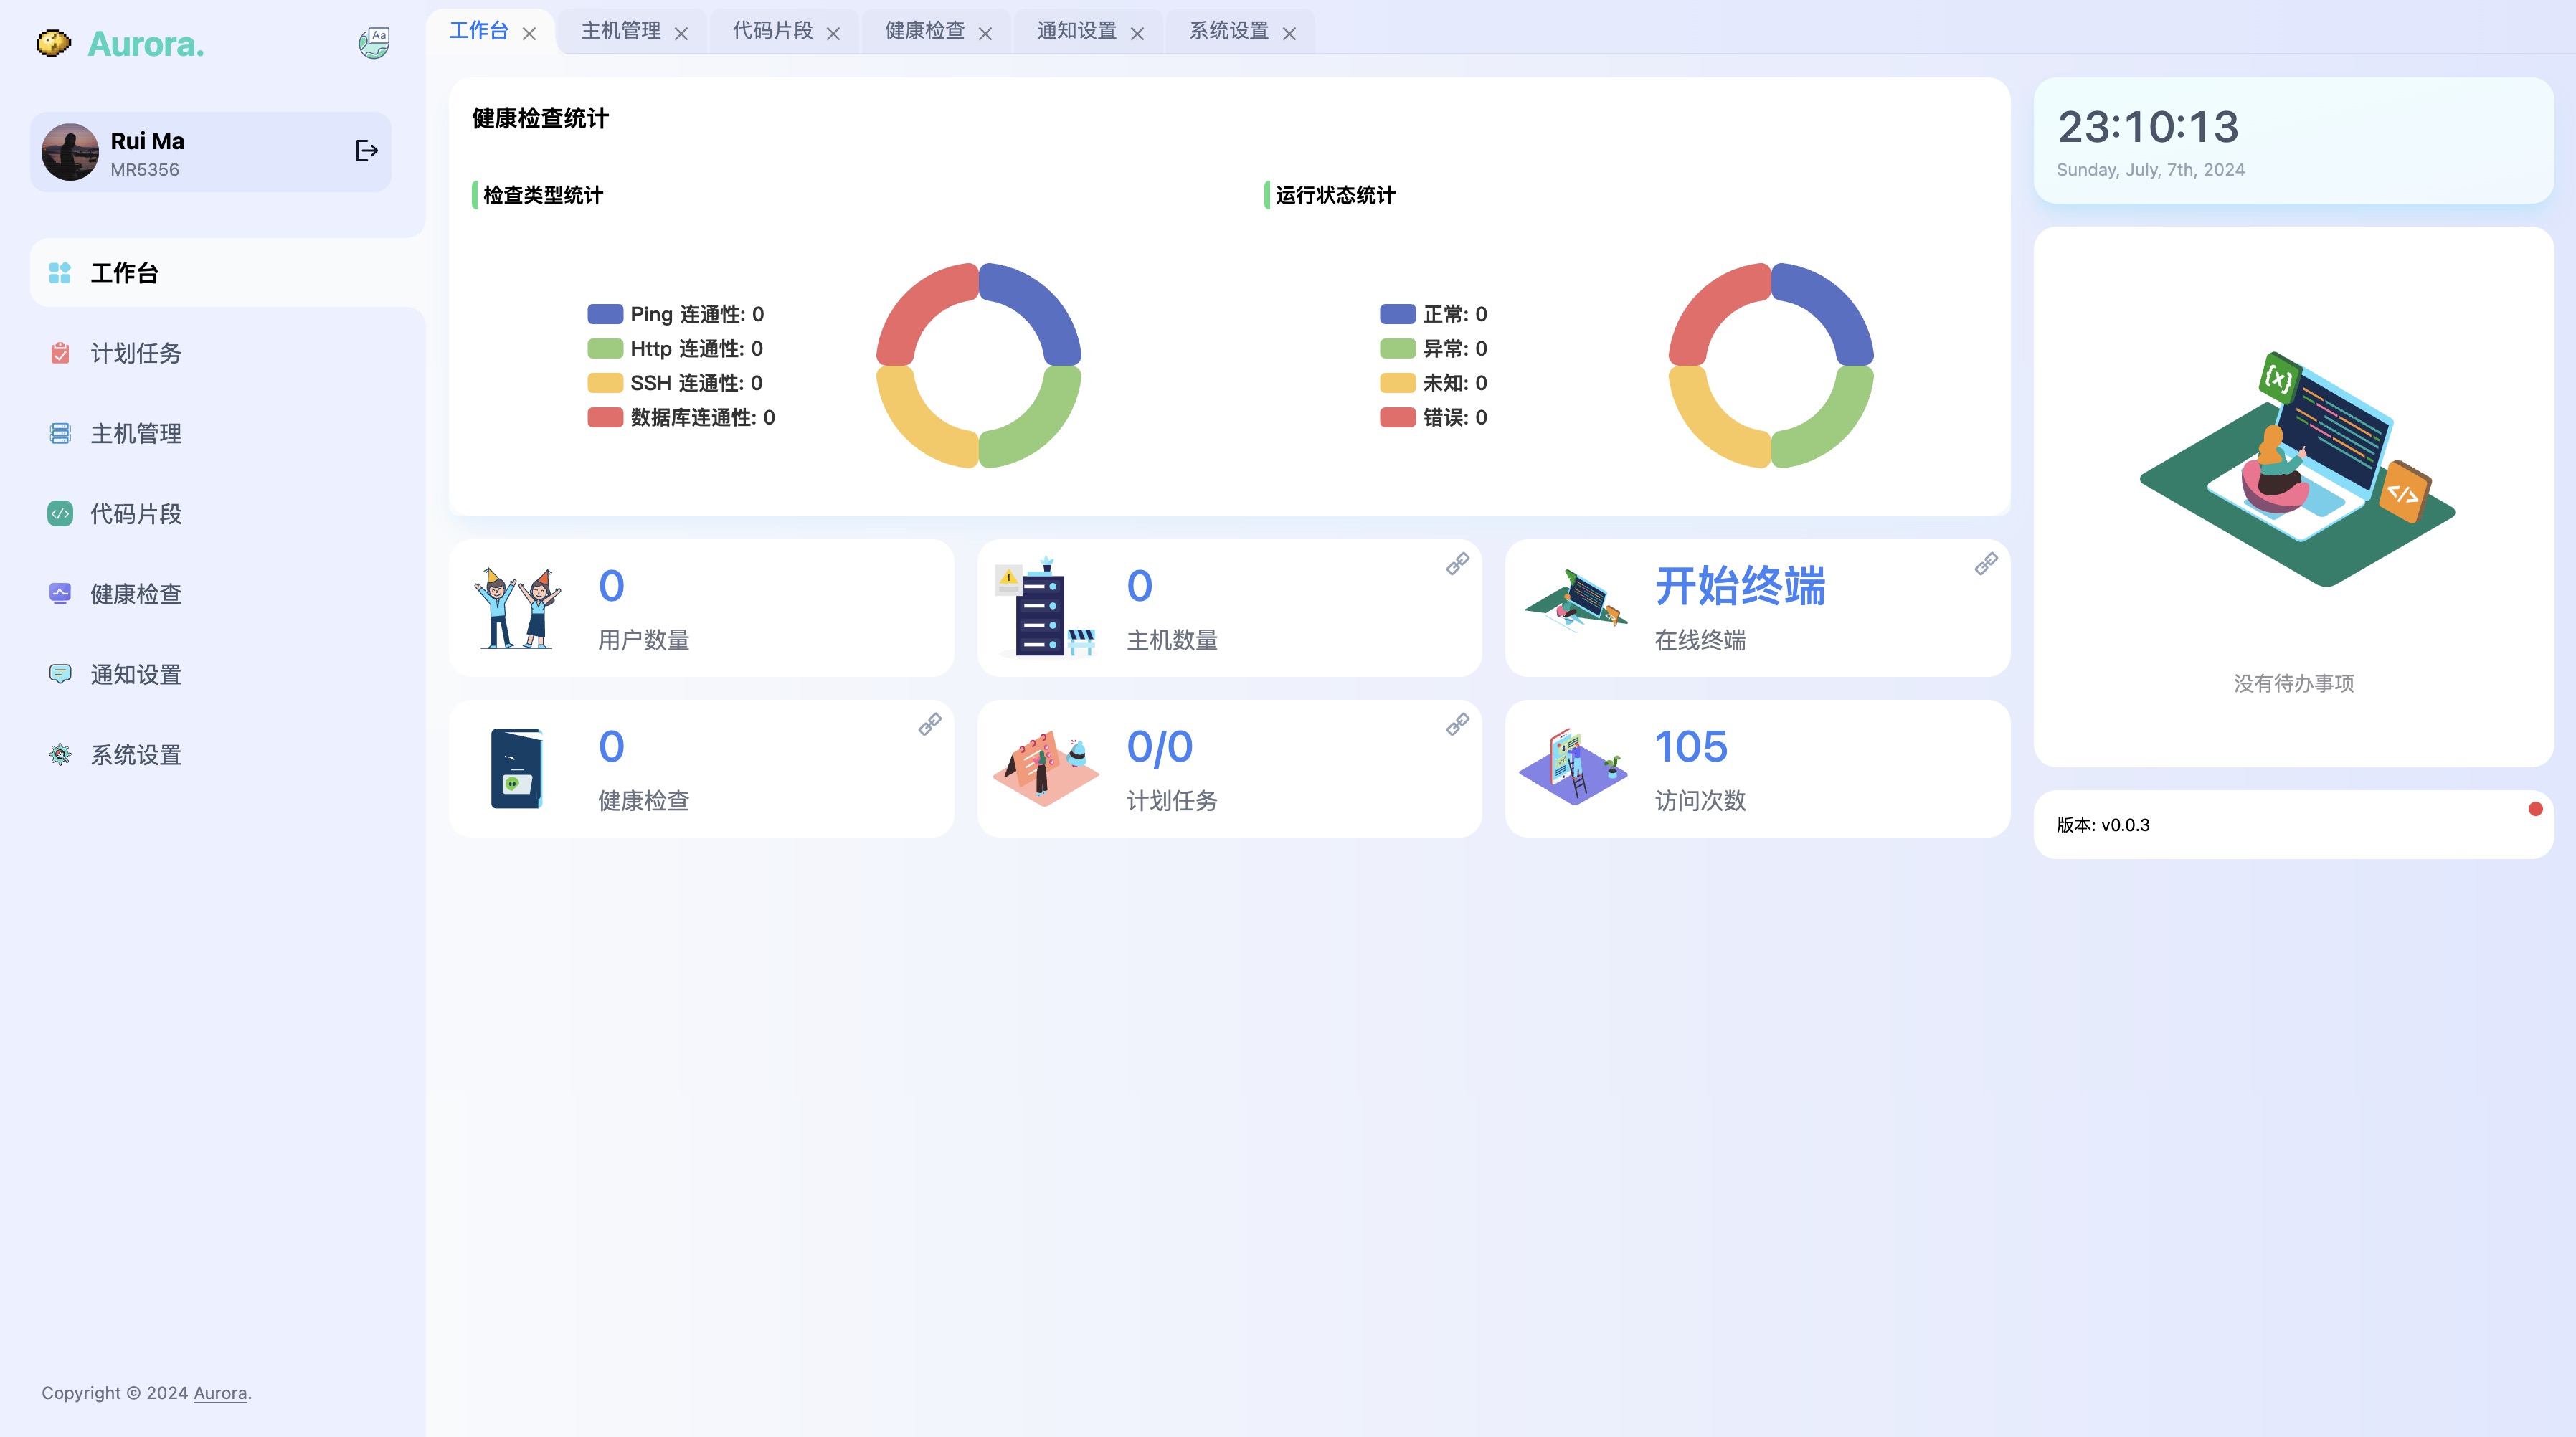 Aurora.
Aa
Rui Ma
MR5356
工作台
计划任务
主机管理
代码片段
健康检查
通知设置
系统设置
Copyright © 2024 Aurora.
工作台
主机管理
代码片段
健康检查
通知设置
系统设置
健康检查统计
检查类型统计
Ping 连通性: 0
Http 连通性: 0
SSH 连通性: 0
数据库连通性: 0
运行状态统计
正常: 0
异常: 0
未知: 0
错误: 0
0
用户数量
0
主机数量
开始终端
在线终端
0
健康检查
0/0
计划任务
105
访问次数
23:10:13
Sunday, July, 7th, 2024
{x}
</>
没有待办事项
版本: v0.0.3